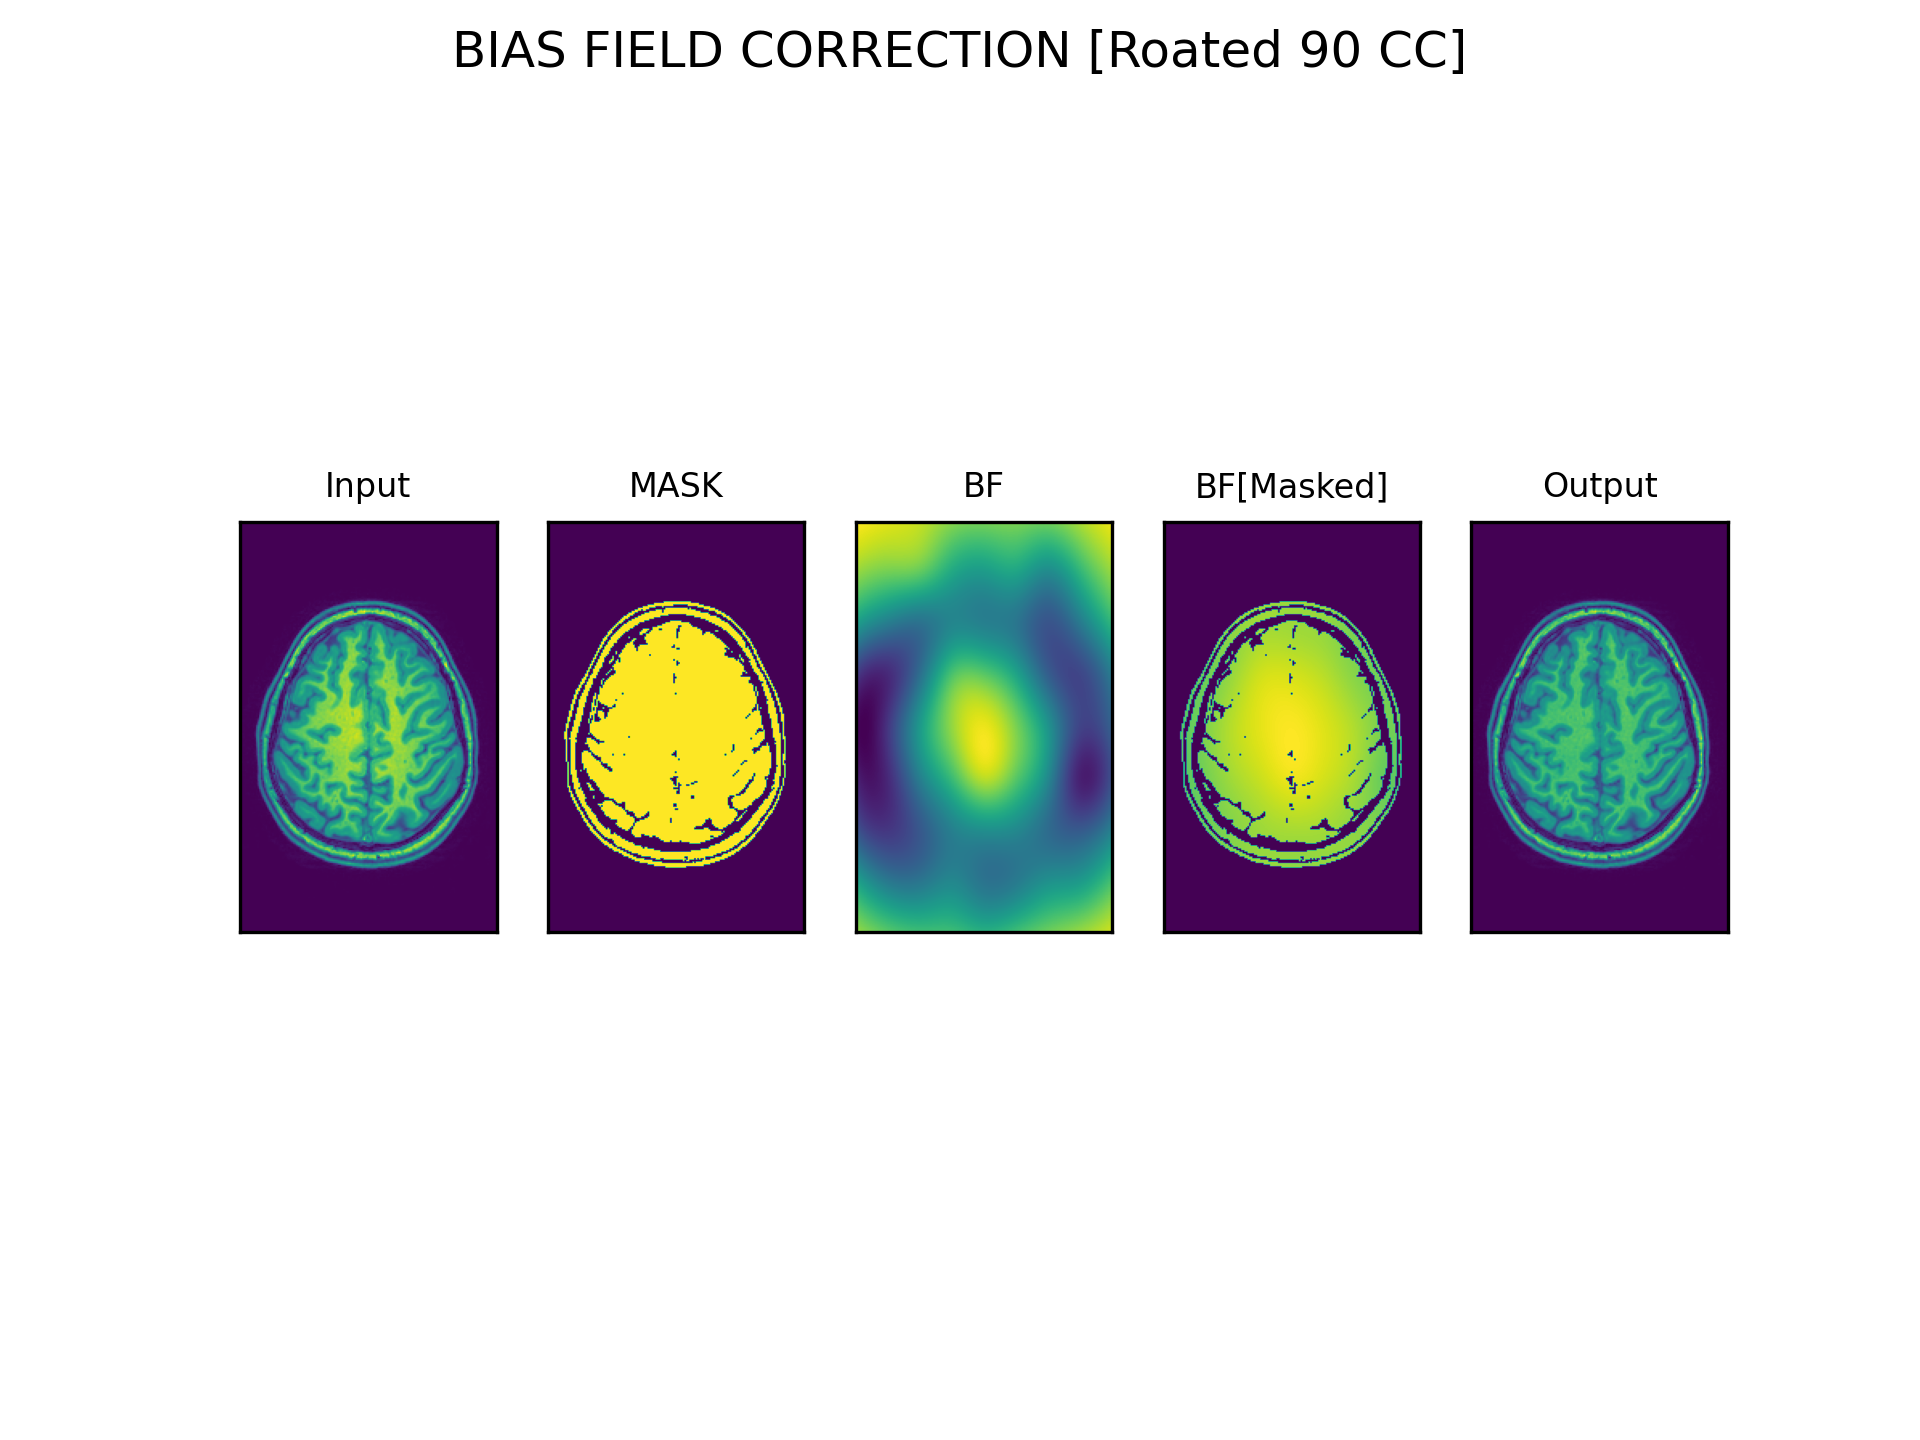 BIAS FIELD CORRECTION [Roated 90 CC]
Input
MASK
BF
BF[Masked]
Output